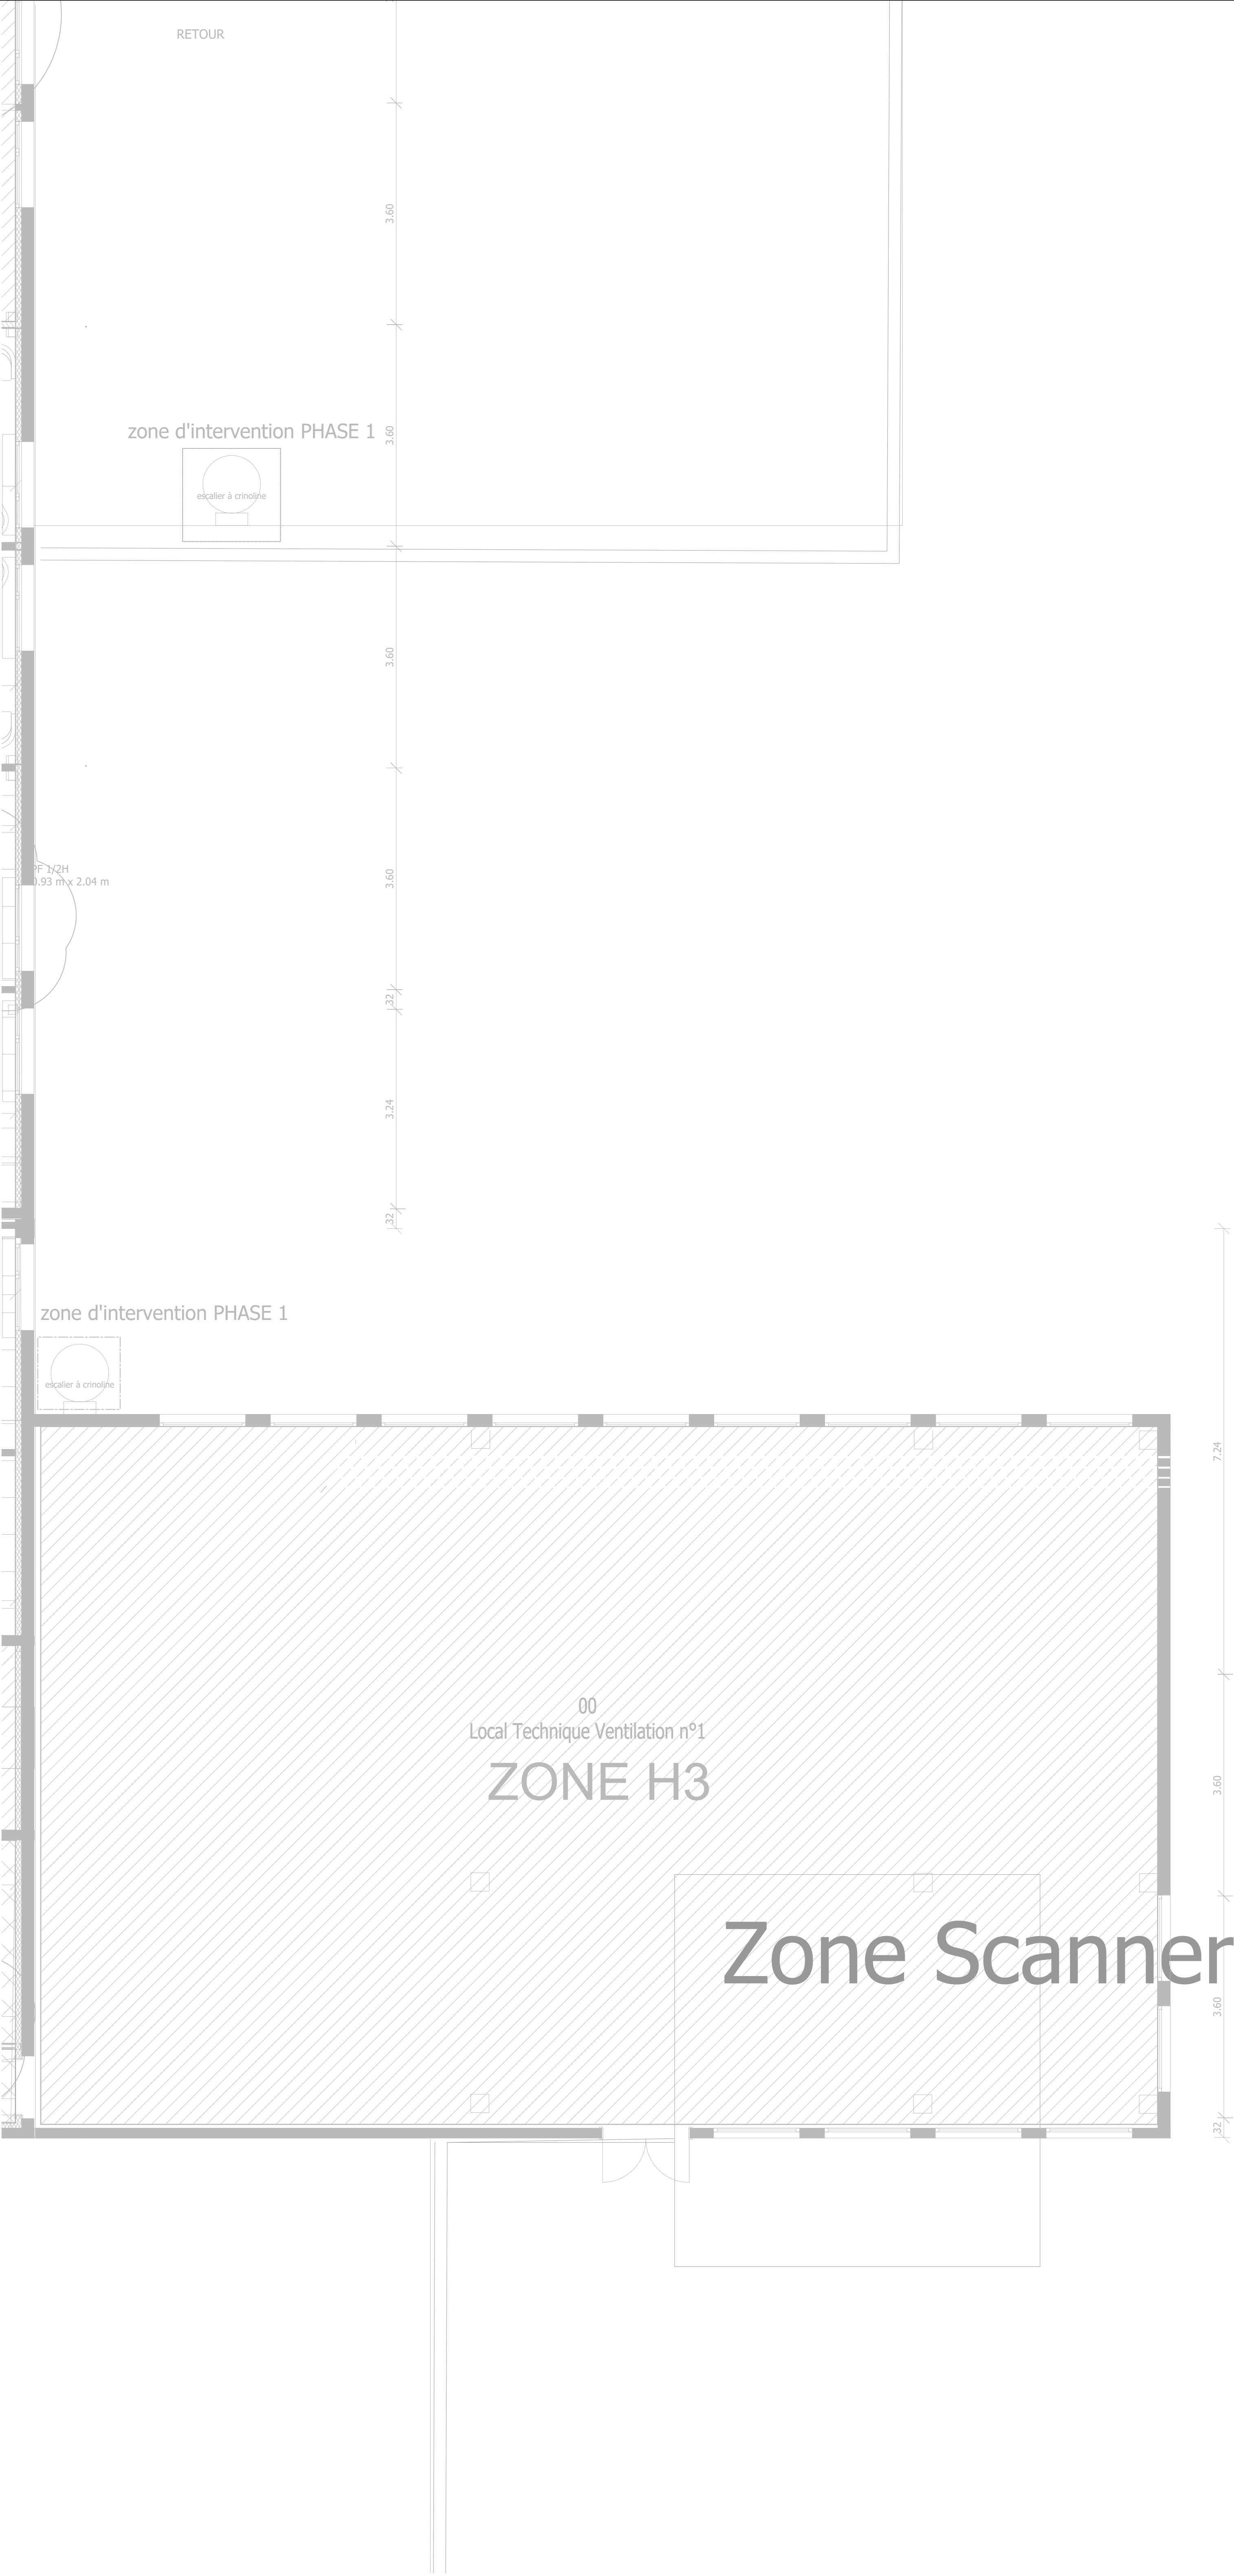 RETOUR
3.60
zone d'intervention PHASE 1
3.60
escalier à crinoline
3.60
PF 1/2H
0.93 m x 2.04 m
3.60
32
3.24
32
zone d'intervention PHASE 1
escalier à crinoline
7.24
00
Local Technique Ventilation n°1
ZONE H3
3.60
Zone Scanner
3.60
32